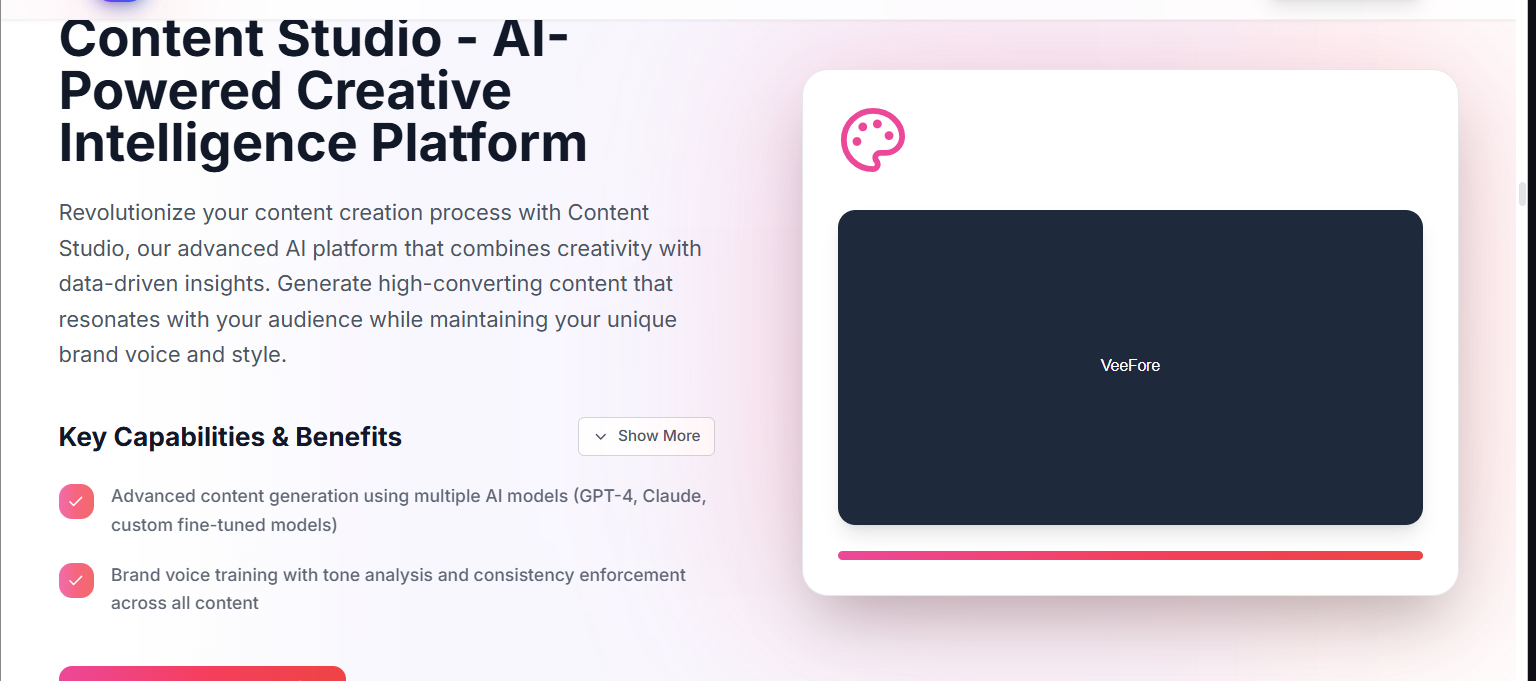 Content Studio - AI-
Powered Creative
Intelligence Platform
Revolutionize your content creation process with Content
Studio, our advanced AI platform that combines creativity with
data-driven insights. Generate high-converting content that
resonates with your audience while maintaining your unique
brand voice and style.
Key Capabilities & Benefits
Show More
Advanced content generation using multiple AI models (GPT-4, Claude,
custom fine-tuned models)
Brand voice training with tone analysis and consistency enforcement
across all content
VeeFore